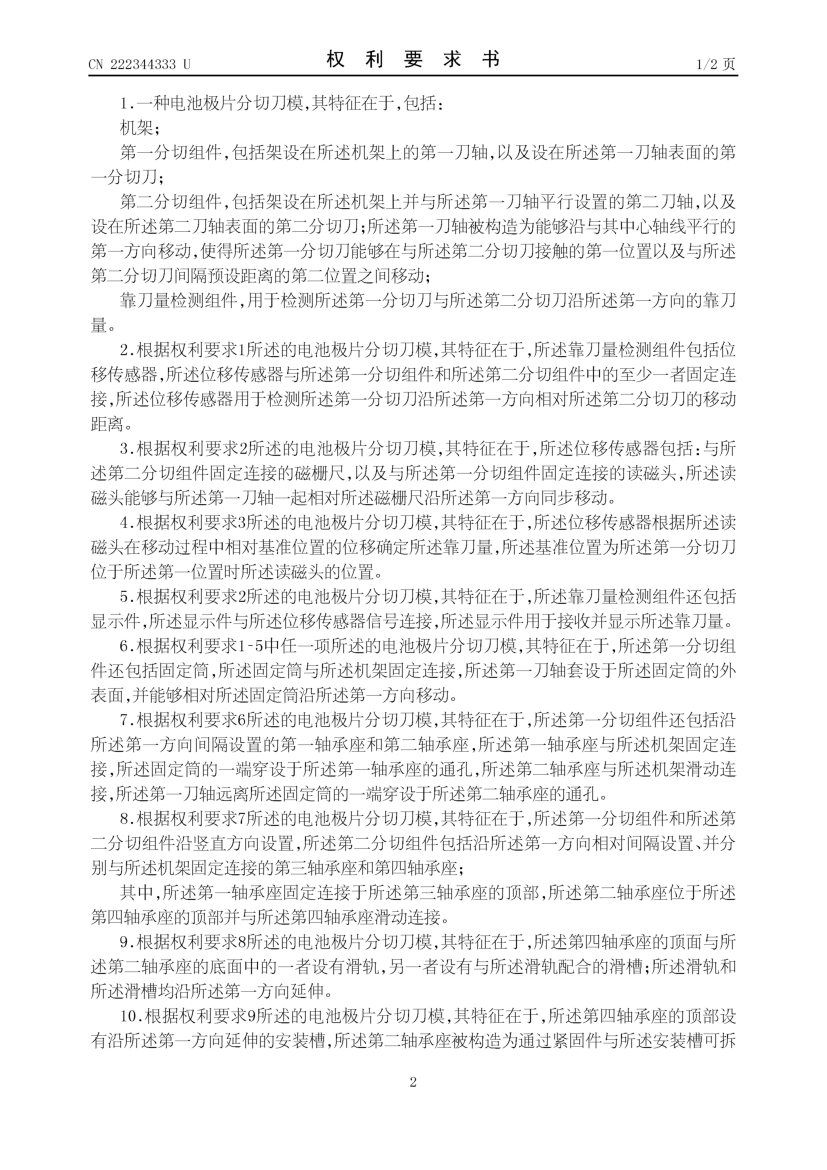 CN 222344333 U
权利要求书
1/2 页
1.一种电池极片分切刀模,其特征在于,包括:
机架;
第一分切组件,包括架设在所述机架上的第一刀轴,以及设在所述第一刀轴表面的第
一分切刀;
第二分切组件,包括架设在所述机架上并与所述第一刀轴平行设置的第二刀轴,以及
设在所述第二刀轴表面的第二分切刀;所述第一刀轴被构造为能够沿与其中心轴线平行的
第一方向移动,使得所述第一分切刀能够在与所述第二分切刀接触的第一位置以及与所述
第二分切刀间隔预设距离的第二位置之间移动;
靠刀量检测组件,用于检测所述第一分切刀与所述第二分切刀沿所述第一方向的靠刀
量。
2.根据权利要求1所述的电池极片分切刀模,其特征在于,所述靠刀量检测组件包括位
移传感器,所述位移传感器与所述第一分切组件和所述第二分切组件中的至少一者固定连
接,所述位移传感器用于检测所述第一分切刀沿所述第一方向相对所述第二分切刀的移动
距离。
3.根据权利要求2所述的电池极片分切刀模,其特征在于,所述位移传感器包括:与所
述第二分切组件固定连接的磁栅尺,以及与所述第一分切组件固定连接的读磁头,所述读
磁头能够与所述第一刀轴一起相对所述磁栅尺沿所述第一方向同步移动。
4.根据权利要求3所述的电池极片分切刀模,其特征在于,所述位移传感器根据所述读
磁头在移动过程中相对基准位置的位移确定所述靠刀量,所述基准位置为所述第一分切刀
位于所述第一位置时所述读磁头的位置。
5.根据权利要求2所述的电池极片分切刀模,其特征在于,所述靠刀量检测组件还包括
显示件,所述显示件与所述位移传感器信号连接,所述显示件用于接收并显示所述靠刀量。
6.根据权利要求1-5中任一项所述的电池极片分切刀模,其特征在于,所述第一分切组
件还包括固定筒,所述固定筒与所述机架固定连接,所述第一刀轴套设于所述固定筒的外
表面,并能够相对所述固定筒沿所述第一方向移动。
7.根据权利要求6所述的电池极片分切刀模,其特征在于,所述第一分切组件还包括沿
所述第一方向间隔设置的第一轴承座和第二轴承座,所述第一轴承座与所述机架固定连
接,所述固定筒的一端穿设于所述第一轴承座的通孔,所述第二轴承座与所述机架滑动连
接,所述第一刀轴远离所述固定筒的一端穿设于所述第二轴承座的通孔。
8.根据权利要求7所述的电池极片分切刀模,其特征在于,所述第一分切组件和所述第
二分切组件沿竖直方向设置,所述第二分切组件包括沿所述第一方向相对间隔设置、并分
别与所述机架固定连接的第三轴承座和第四轴承座;
其中,所述第一轴承座固定连接于所述第三轴承座的顶部,所述第二轴承座位于所述
第四轴承座的顶部并与所述第四轴承座滑动连接。
9.根据权利要求8所述的电池极片分切刀模,其特征在于,所述第四轴承座的顶面与所
述第二轴承座的底面中的一者设有滑轨,另一者设有与所述滑轨配合的滑槽;所述滑轨和
所述滑槽均沿所述第一方向延伸。
10.根据权利要求9所述的电池极片分切刀模,其特征在于,所述第四轴承座的顶部设
有沿所述第一方向延伸的安装槽,所述第二轴承座被构造为通过紧固件与所述安装槽可拆
2